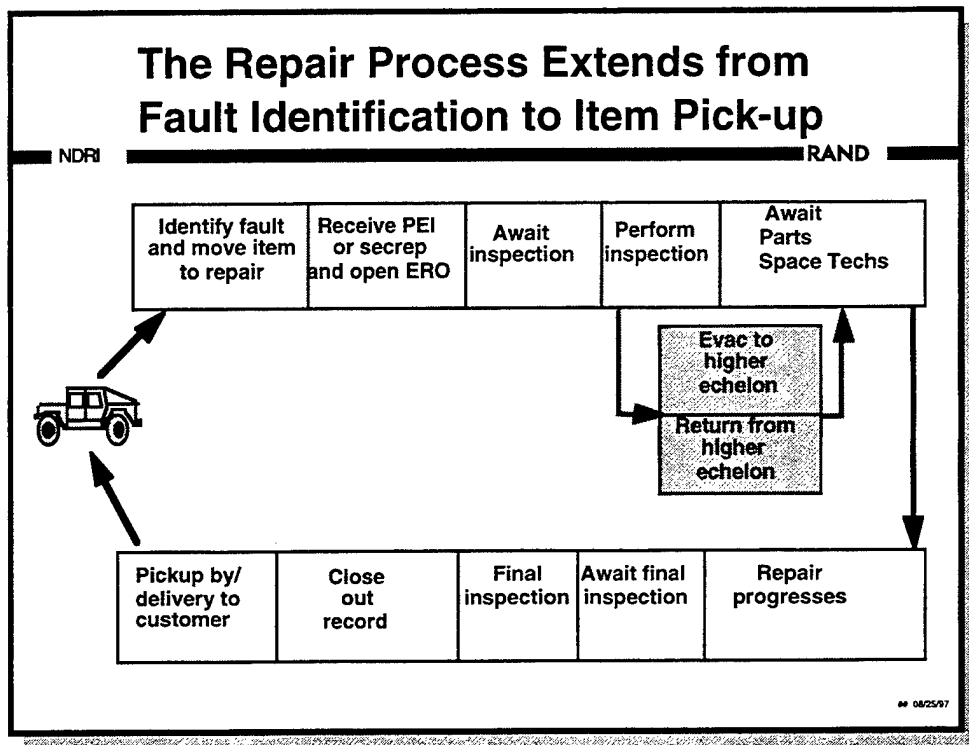 The Repair Process Extends from
Fault Identification to Item Pick-up
NDRI
RAND
Identify fault
and move item
to repair
Receive PEI
or secrep
and open ERO
Await
inspection
Perform
inspection
Await
Parts
Space Techs
Evac to
higher
echelon
Return from
higher
echelon
Pickup by/
delivery to
customer
Close
out
record
Final
inspection
Await final
inspection
Repair
progresses
## 08/25/97